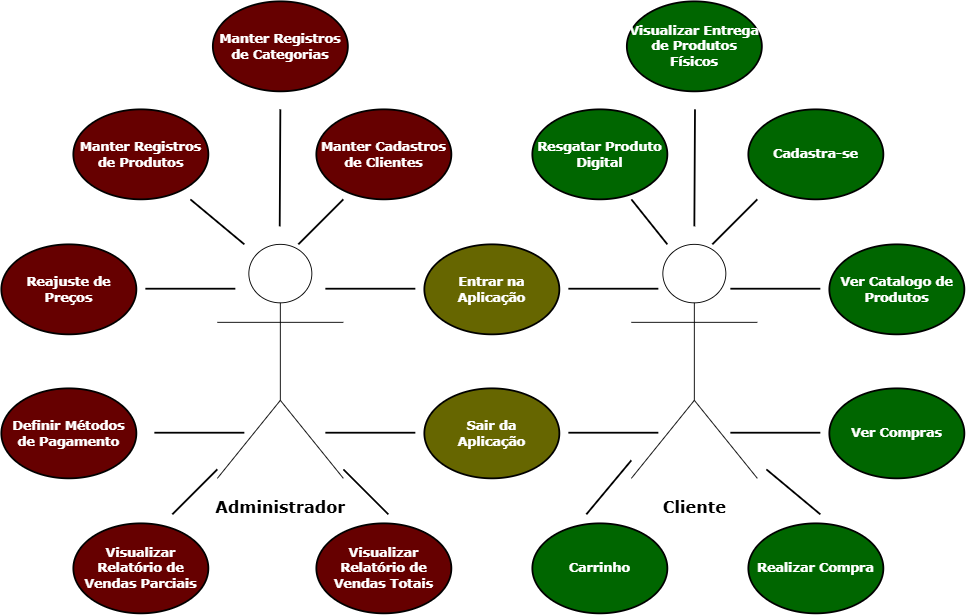 Manter Registros
de Categorias
Visualizar Entrega
de Produtos
Físicos
Manter Registros
de Produtos
Manter Cadastros
de Clientes
Resgatar Produto
Digital
Cadastra-se
Reajuste de
Preços
Entrar na
Aplicação
Ver Catalogo de
Produtos
Definir Métodos
de Pagamento
Sair da
Aplicação
Ver Compras
Administrador
Cliente
Visualizar
Relatório de
Vendas Parciais
Visualizar
Relatório de
Vendas Totais
Carrinho
Realizar Compra